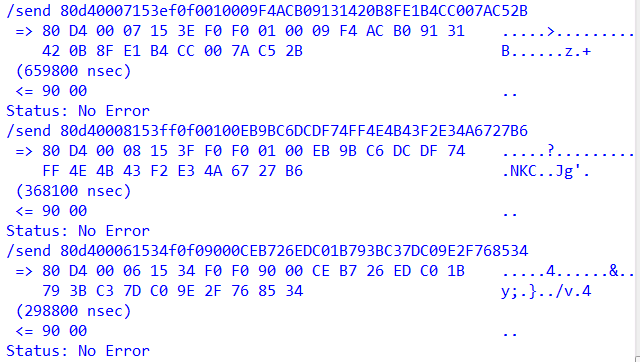 /send 80d40007153ef0f0010009F4ACB09131420B8FE1B4CC007AC52B
=> 80 D4 00 07 15 3E F0 F0 01 00 09 F4 AC B0 91 31 .....>..........
42 0B 8F E1 B4 CC 00 7A C5 2B B......z.+
(659800 nsec)
<= 90 00 ..
Status: No Error
/send 80d40008153ff0f00100EB9BC6DCDF74FF4E4B43F2E34A6727B6
=> 80 D4 00 08 15 3F F0 F0 01 00 EB 9B C6 DC DF 74 .....?.........t
FF 4E 4B 43 F2 E3 4A 67 27 B6 .NKC..Jg'.
(368100 nsec)
<= 90 00 ..
Status: No Error
/send 80d400061534f0f09000CEB726EDC01B793BC37DC09E2F768534
=> 80 D4 00 06 15 34 F0 F0 90 00 CE B7 26 ED C0 1B .....4......&...
79 3B C3 7D C0 9E 2F 76 85 34 y;.}../v.4
(298800 nsec)
<= 90 00 ..
Status: No Error